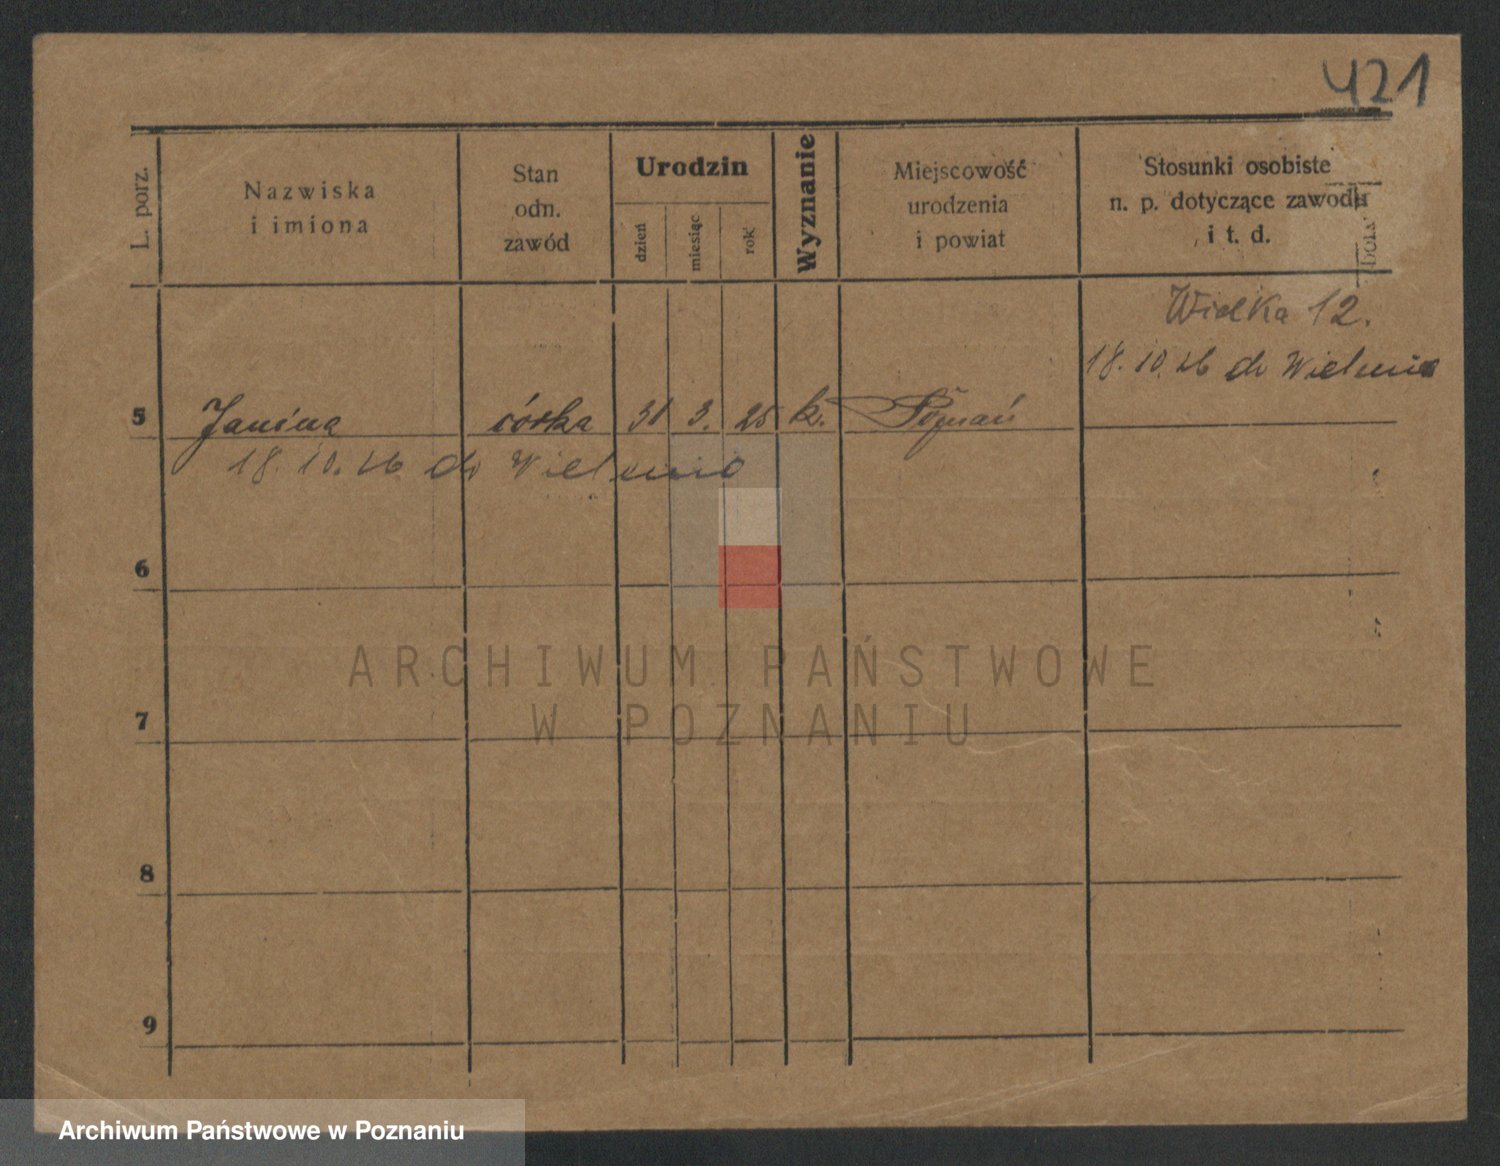 421
L. porz.
Nazwiska
i imiona
Stan
odn.
zawód
Urodzin
dzień
miesiąc
rok
Wyznanie
Miejscowość
urodzenia
i powiat
Stosunki osobiste
n. p. dotyczące zawodu
i t. d.
Wielka 12.
18.10.26 do Wielunia
5 Janina córka 31 3. 25 k. Poznań
18.10.26 do Wielunia
6
7
8
9
ARCHIWUM PAŃSTWOWE
W POZNANIU
Archiwum Państwowe w Poznaniu